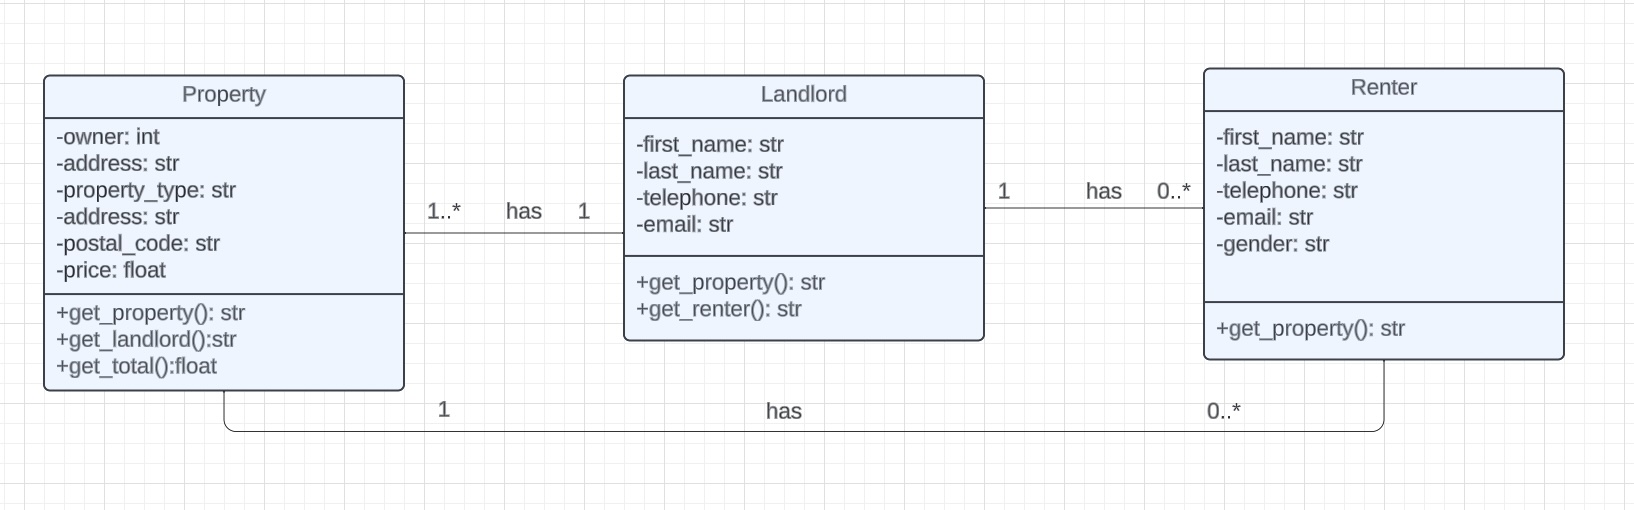 Property
-owner: int
-address: str
-property_type: str
-address: str
-postal_code: str
-price: float
+get_property(): str
+get_landlord():str
+get_total():float
1..* has 1
Landlord
-first_name: str
-last_name: str
-telephone: str
-email: str
+get_property(): str
+get_renter(): str
1 has 0..*
Renter
-first_name: str
-last_name: str
-telephone: str
-email: str
-gender: str
+get_property(): str
1 has 0..*